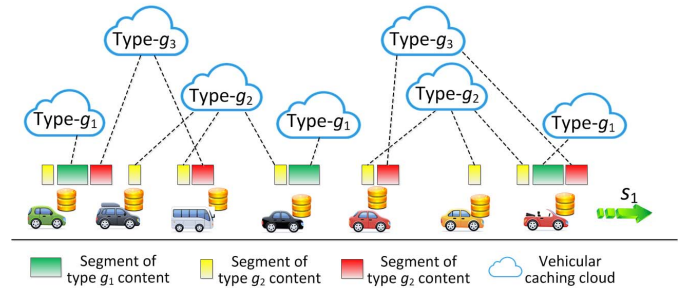 Type-g3
Type-g3
Type-g2
Type-g2
Type-g1
Type-g1
Type-g1
s1
Segment of
type g1 content
Segment of
type g2 content
Segment of
type g2 content
Vehicular
caching cloud